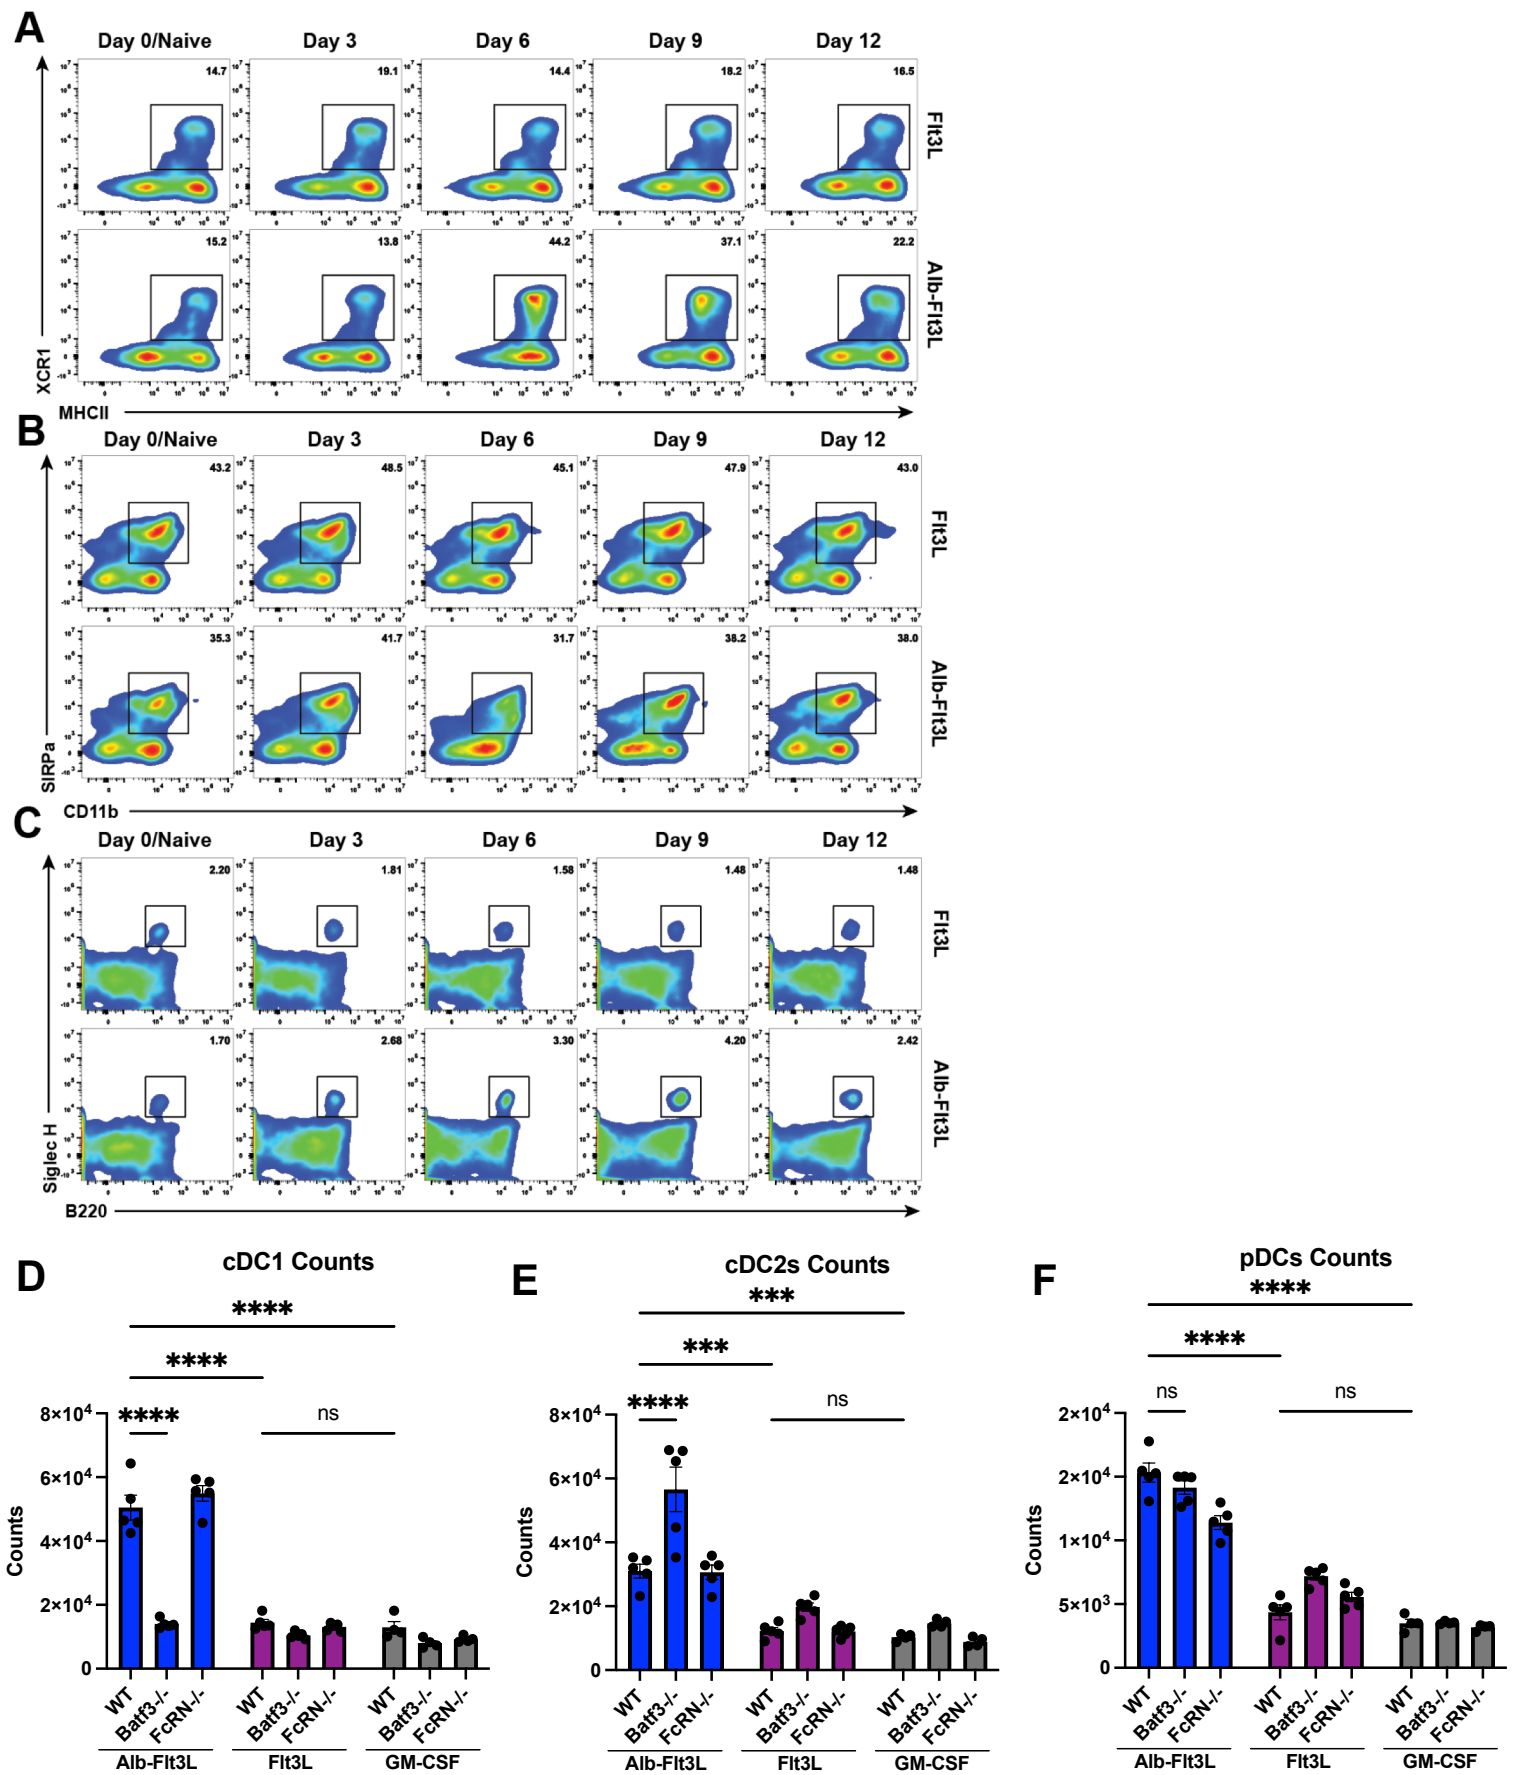 A
Day 0/Naive Day 3 Day 6 Day 9 Day 12
14.7 19.1 14.4 18.2 16.5
Flt3L
15.2 13.8 44.2 37.1 22.2
Alb-Flt3L
XCR1
MHCII
B
Day 0/Naive Day 3 Day 6 Day 9 Day 12
43.2 48.5 45.1 47.9 43.0
Flt3L
35.3 41.7 31.7 38.2 38.0
Alb-Flt3L
SIRPa
CD11b
C
Day 0/Naive Day 3 Day 6 Day 9 Day 12
2.20 1.81 1.58 1.48 1.48
Flt3L
1.70 2.68 3.30 4.20 2.42
Alb-Flt3L
Siglec H
B220
D
cDC1 Counts
****
****
**** ns
8×10⁴
6×10⁴
4×10⁴
2×10⁴
0
Counts
WT Batf3-/- FcRN-/- WT Batf3-/- FcRN-/- WT Batf3-/- FcRN-/-
Alb-Flt3L Flt3L GM-CSF
E
cDC2s Counts
***
***
**** ns
8×10⁴
6×10⁴
4×10⁴
2×10⁴
0
Counts
WT Batf3-/- FcRN-/- WT Batf3-/- FcRN-/- WT Batf3-/- FcRN-/-
Alb-Flt3L Flt3L GM-CSF
F
pDCs Counts
****
****
ns ns
2×10⁴
2×10⁴
1×10⁴
5×10³
0
Counts
WT Batf3-/- FcRN-/- WT Batf3-/- FcRN-/- WT Batf3-/- FcRN-/-
Alb-Flt3L Flt3L GM-CSF